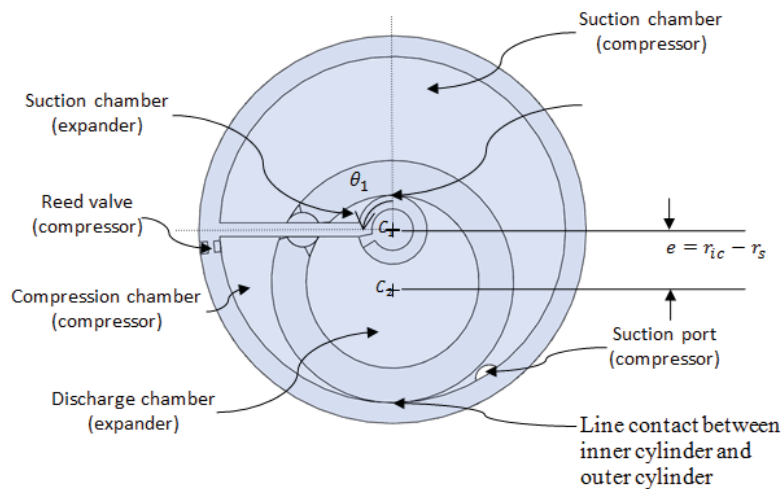 Suction chamber
(compressor)
Suction chamber
(expander)
θ₁
Reed valve
(compressor)
C₁
e = rᵢc − rₛ
Compression chamber
(compressor)
C₂
Suction port
(compressor)
Discharge chamber
(expander)
Line contact between
inner cylinder and
outer cylinder